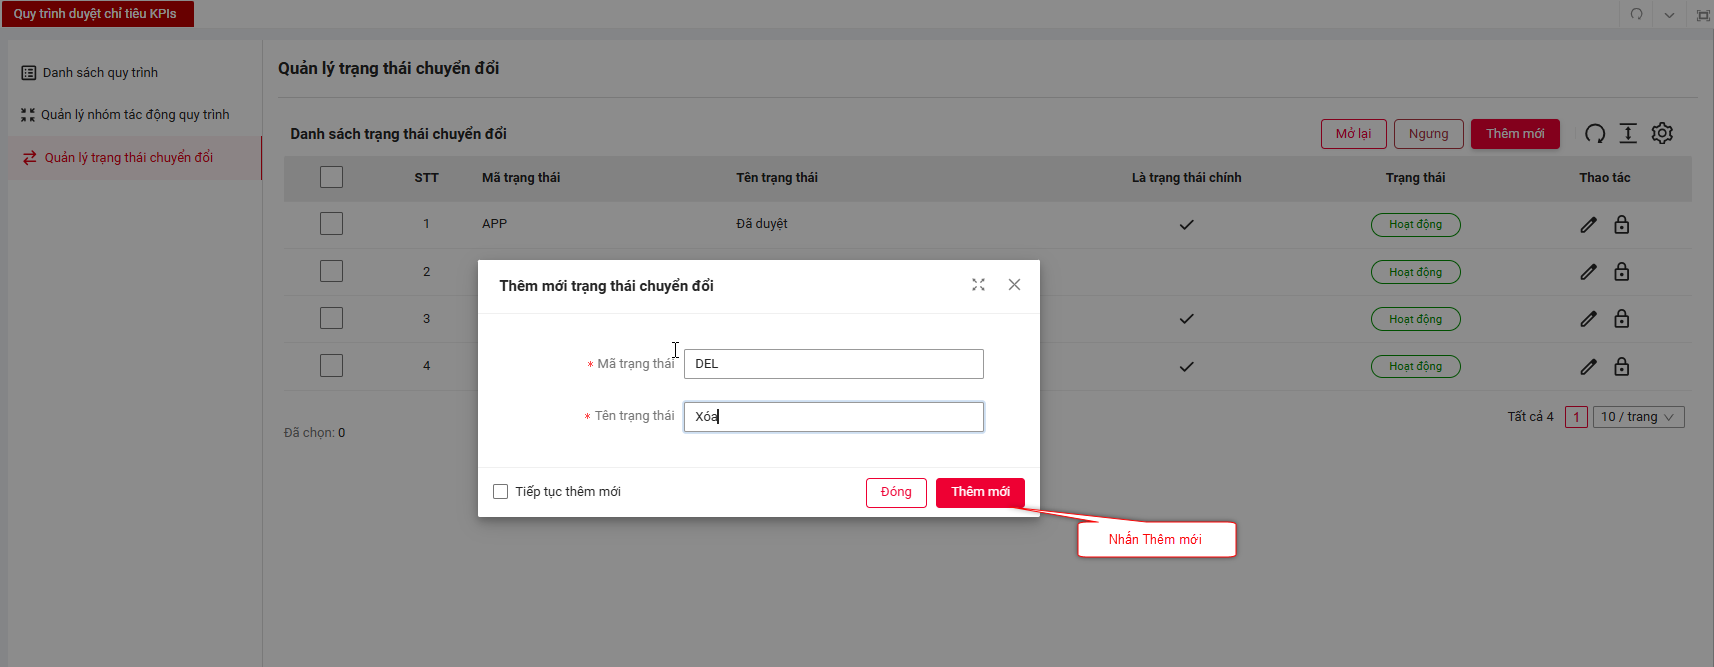 Quy trình duyệt chỉ tiêu KPIs
Danh sách quy trình
Quản lý nhóm tác động quy trình
Quản lý trạng thái chuyển đổi
Quản lý trạng thái chuyển đổi
Danh sách trạng thái chuyển đổi
Mở lại
Ngưng
Thêm mới
STT Mã trạng thái Tên trạng thái Là trạng thái chính Trạng thái Thao tác
1 APP Đã duyệt Hoạt động
2 Hoạt động
3 Hoạt động
4 Hoạt động
Đã chọn: 0
Tất cả 4 1 10 / trang
Thêm mới trạng thái chuyển đổi
* Mã trạng thái DEL
* Tên trạng thái Xóa
Tiếp tục thêm mới
Đóng
Thêm mới
Nhấn Thêm mới